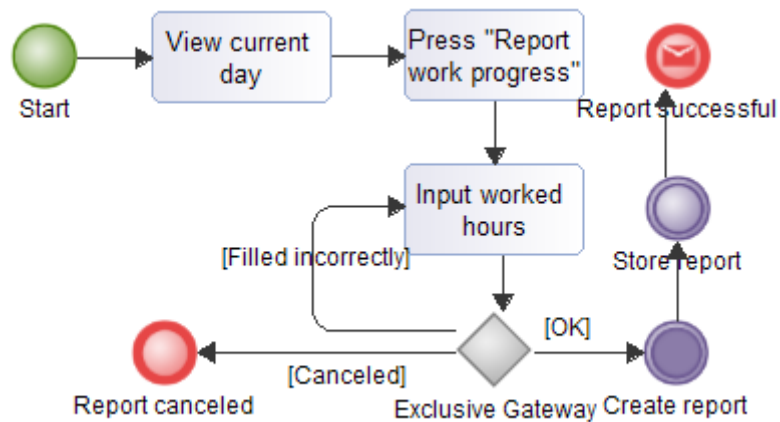 View current
day
Press "Report
work progress"
Start
Report successful
Input worked
hours
[Filled incorrectly]
Store report
[OK]
[Canceled]
Report canceled
Exclusive Gateway
Create report